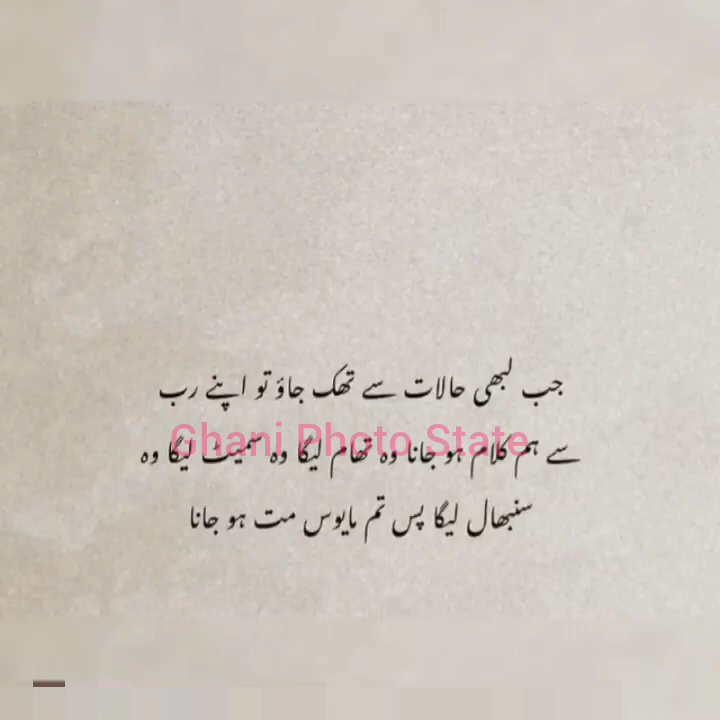 جب لبھی حالات سے تھک جاؤ تو اپنے رب
سے ہم کلام ہو جانا وہ تھام لیگا وہ سمیٹ لیگا وہ
Ghani Photo State
سنبھال لیگا پس تم مایوس مت ہو جانا